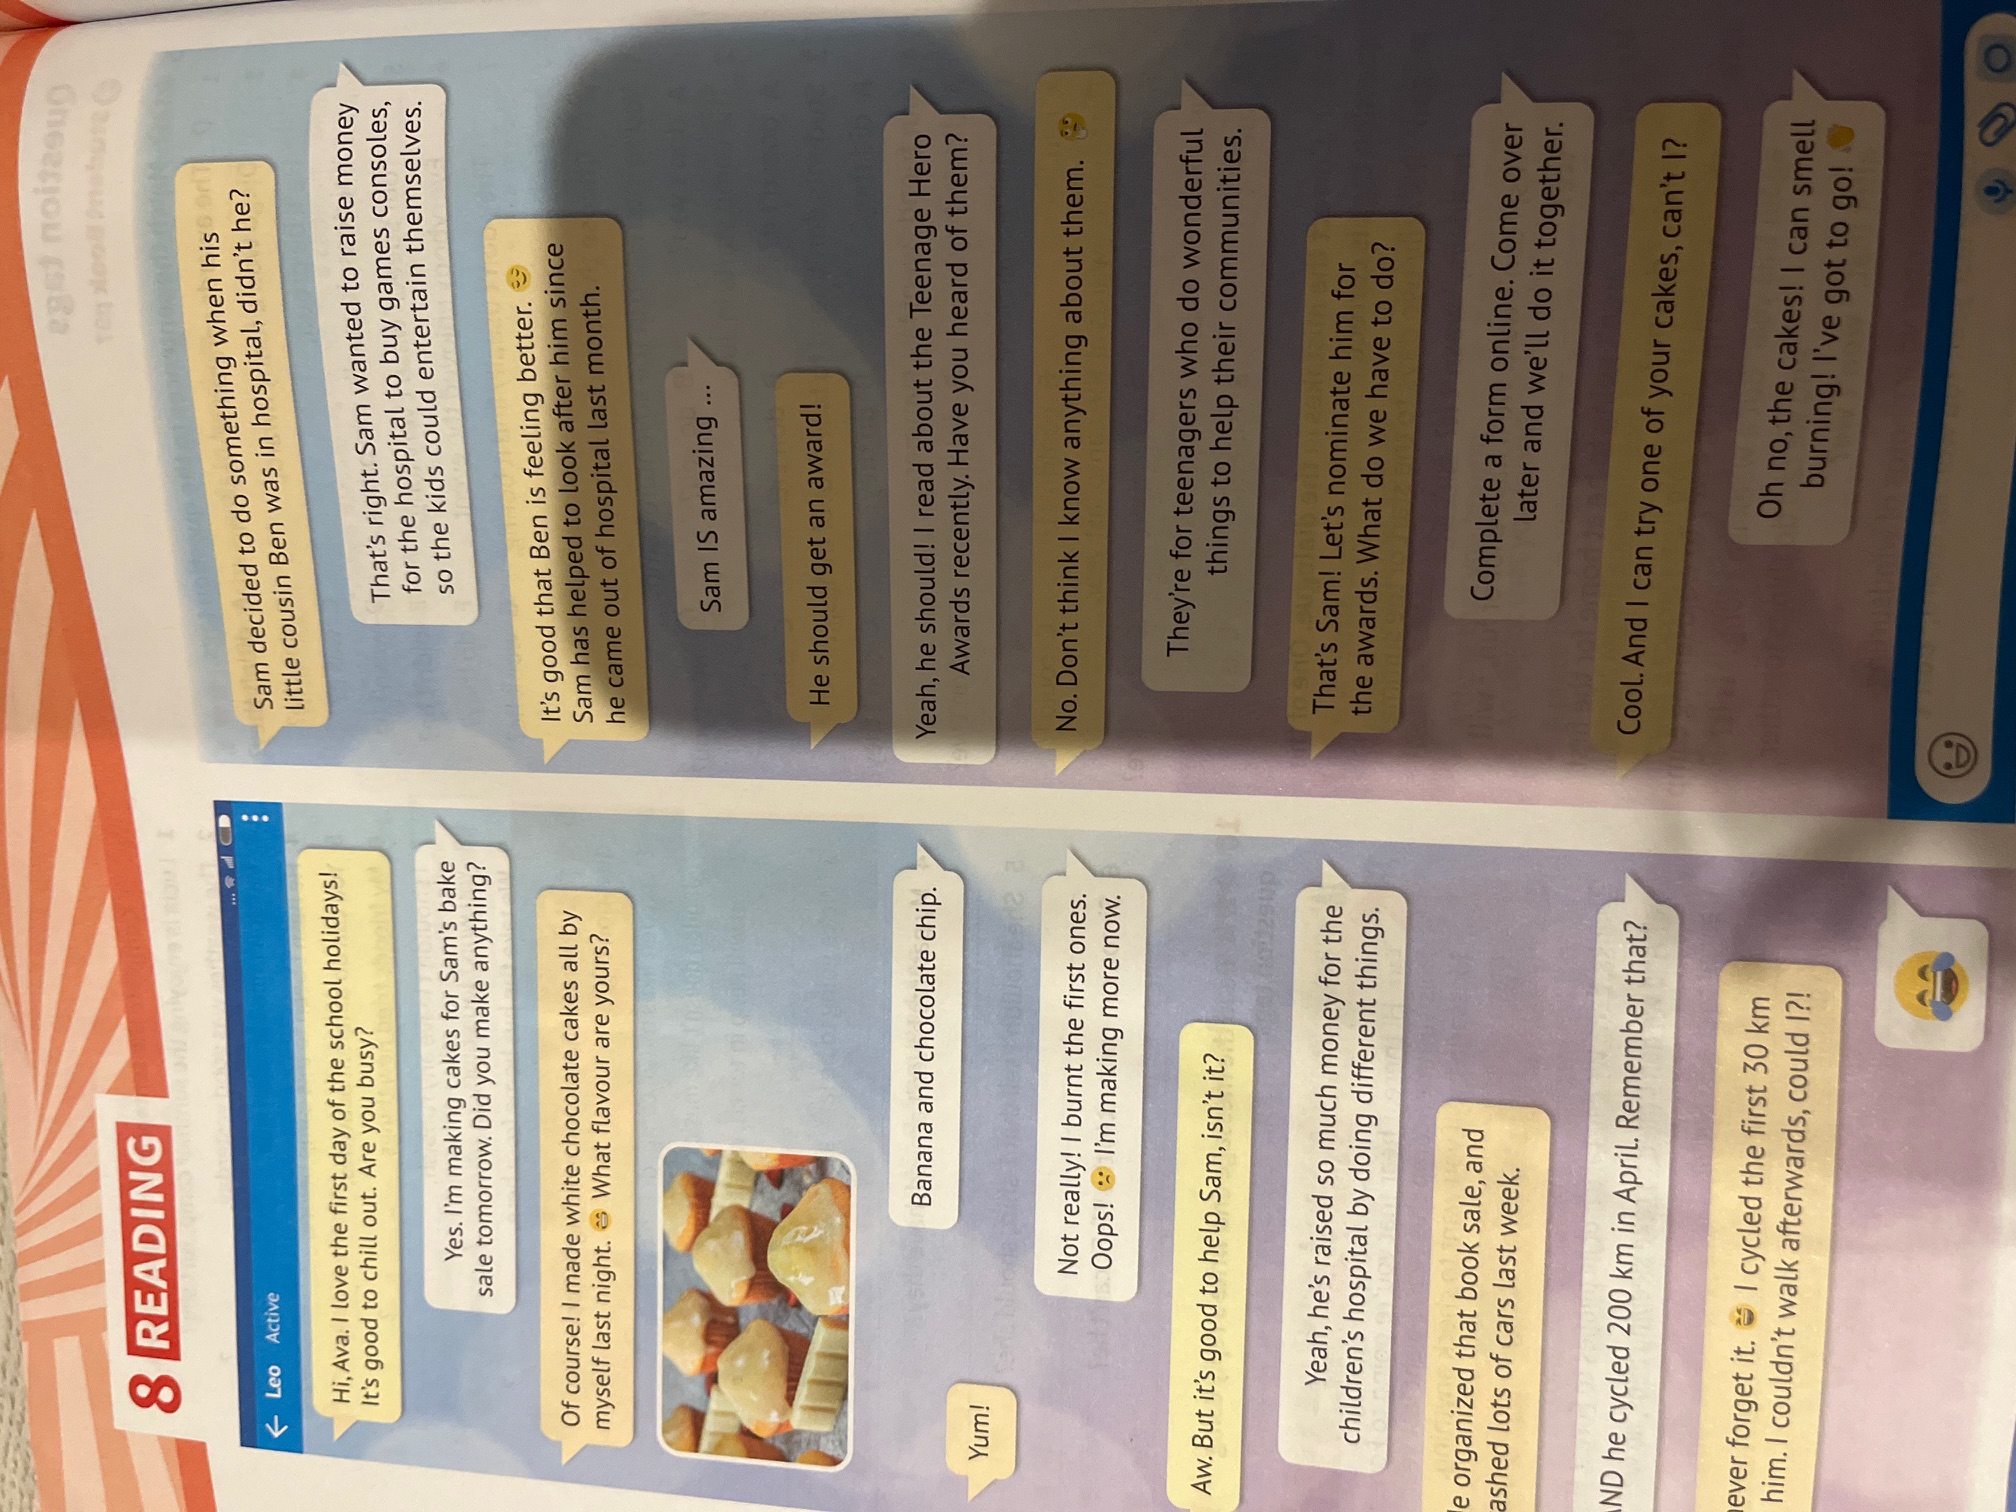 8 READING
Leo Active
Hi, Ava. I love the first day of the school holidays!
It's good to chill out. Are you busy?
Yes. I'm making cakes for Sam's bake
sale tomorrow. Did you make anything?
Of course! I made white chocolate cakes all by
myself last night. 😁 What flavour are yours?
Banana and chocolate chip.
Yum!
Not really! I burnt the first ones.
Oops! 🙁 I'm making more now.
Aw. But it's good to help Sam, isn't it?
Yeah, he's raised so much money for the
children's hospital by doing different things.
organized that book sale, and
lots of cars last week.
he cycled 200 km in April. Remember that?
forget it. 😆 I cycled the first 30 km
him. I couldn't walk afterwards, could I?!
😂
Sam decided to do something when his
little cousin Ben was in hospital, didn't he?
That's right. Sam wanted to raise money
for the hospital to buy games consoles,
so the kids could entertain themselves.
It's good that Ben is feeling better. 😌
Sam has helped to look after him since
he came out of hospital last month.
Sam IS amazing ...
He should get an award!
Yeah, he should! I read about the Teenage Hero
Awards recently. Have you heard of them?
No. Don't think I know anything about them. 🤔
They're for teenagers who do wonderful
things to help their communities.
That's Sam! Let's nominate him for
the awards. What do we have to do?
Complete a form online. Come over
later and we'll do it together.
Cool. And I can try one of your cakes, can't I?
Oh no, the cakes! I can smell
burning! I've got to go! 👋